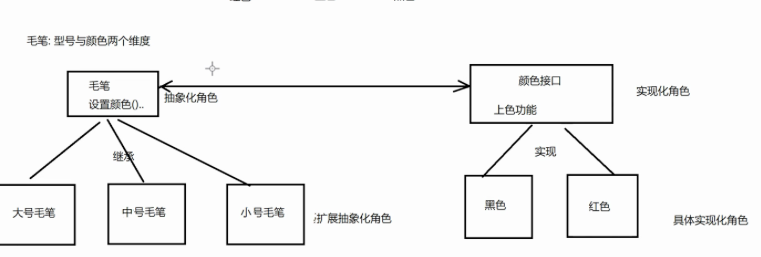 毛笔: 型号与颜色两个维度
毛笔
设置颜色()..
抽象化角色
颜色接口
上色功能
实现化角色
继承
实现
大号毛笔
中号毛笔
小号毛笔
扩展抽象化角色
黑色
红色
具体实现化角色